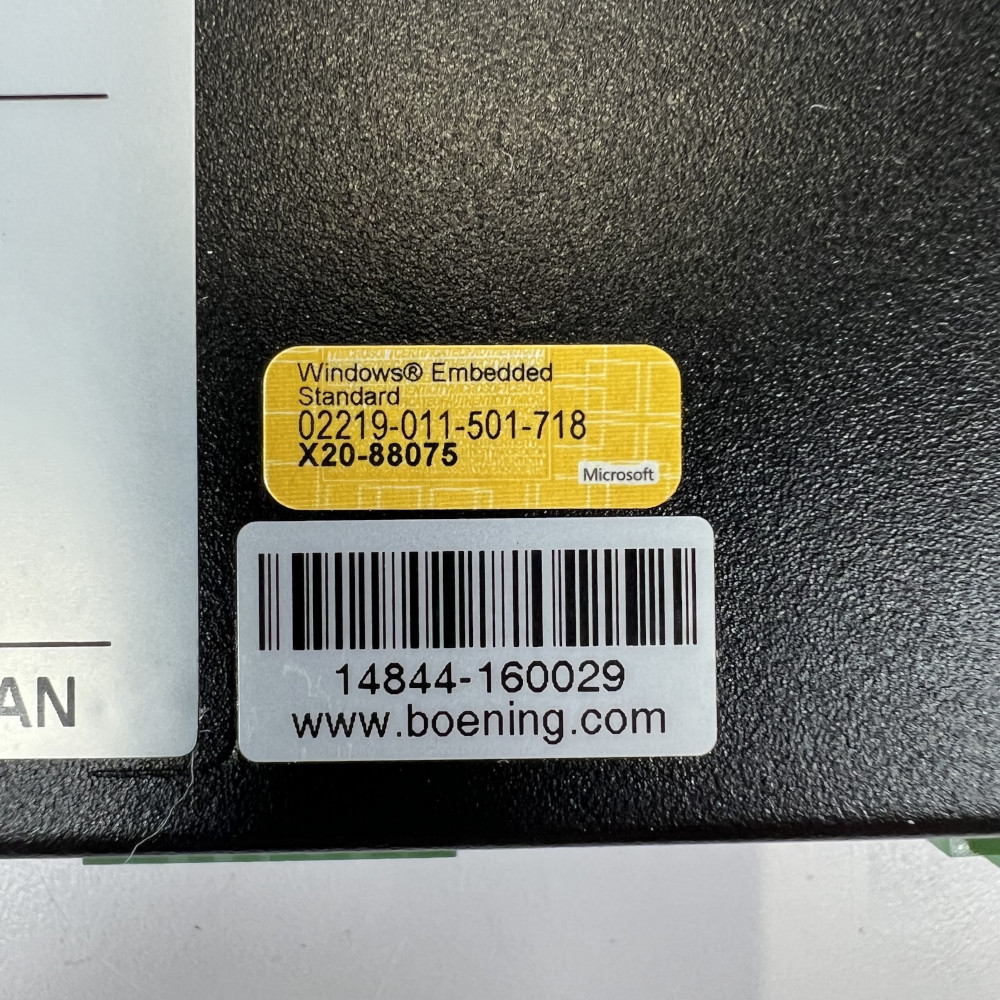 Windows® Embedded
Standard
02219-011-501-718
X20-88075
Microsoft
14844-160029
www.boening.com
AN